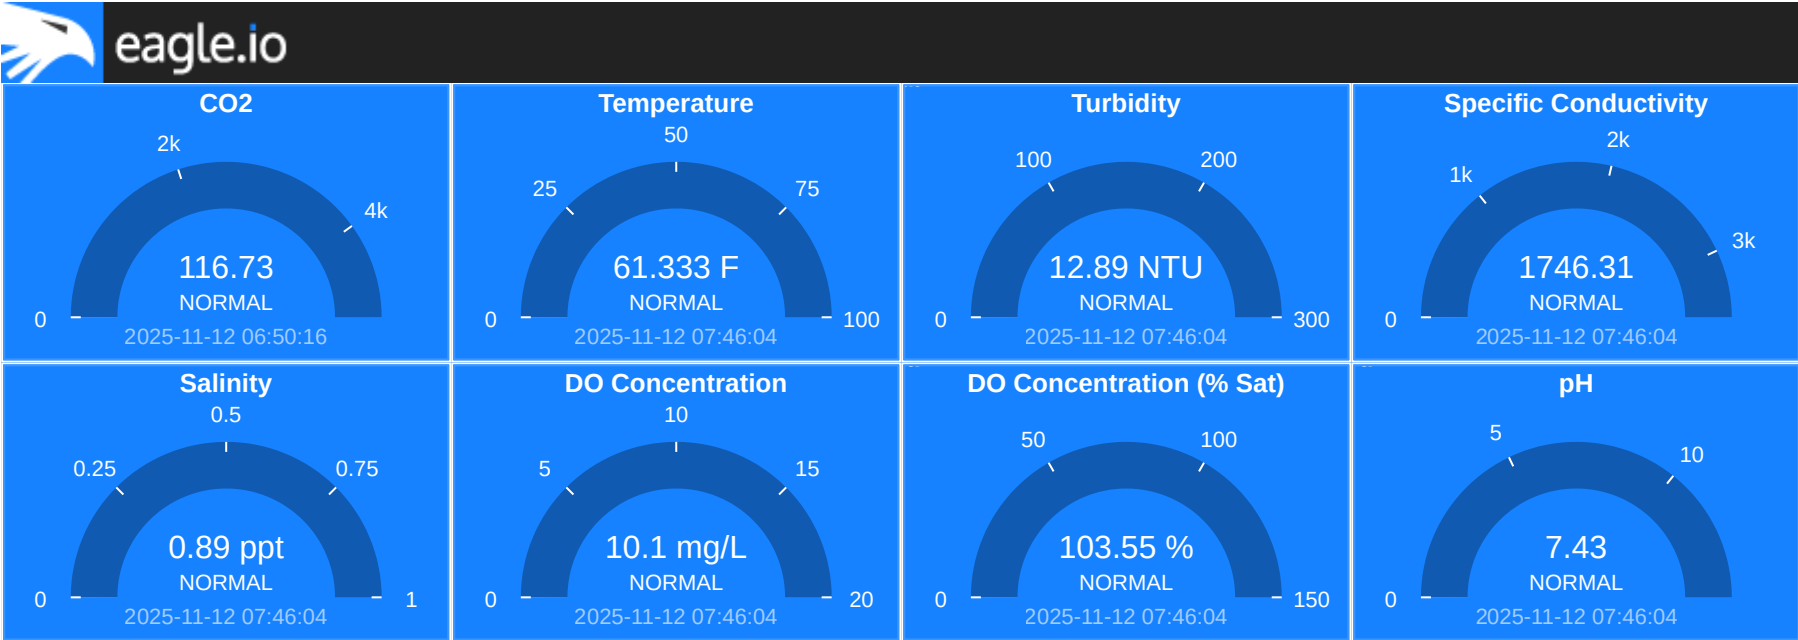 eagle.io
CO2
2k
4k
0
116.73
NORMAL
2025-11-12 06:50:16
Temperature
50
25
75
0
100
61.333 F
NORMAL
2025-11-12 07:46:04
Turbidity
100
200
0
300
12.89 NTU
NORMAL
2025-11-12 07:46:04
Specific Conductivity
2k
1k
3k
0
1746.31
NORMAL
2025-11-12 07:46:04
Salinity
0.5
0.25
0.75
0
1
0.89 ppt
NORMAL
2025-11-12 07:46:04
DO Concentration
10
5
15
0
20
10.1 mg/L
NORMAL
2025-11-12 07:46:04
DO Concentration (% Sat)
50
100
0
150
103.55 %
NORMAL
2025-11-12 07:46:04
pH
5
10
0
7.43
NORMAL
2025-11-12 07:46:04